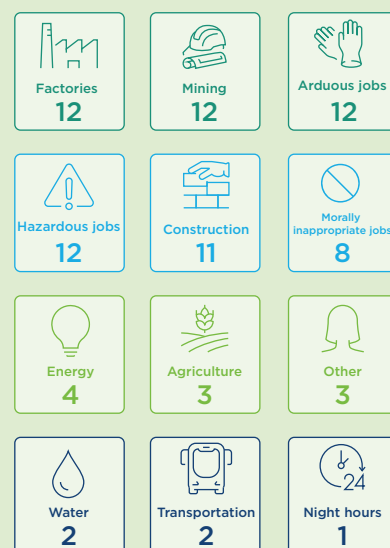 Factories
12
Mining
12
Arduous jobs
12
Hazardous jobs
12
Construction
11
Morally
inappropriate jobs
8
Energy
4
Agriculture
3
Other
3
Water
2
Transportation
2
24
Night hours
1